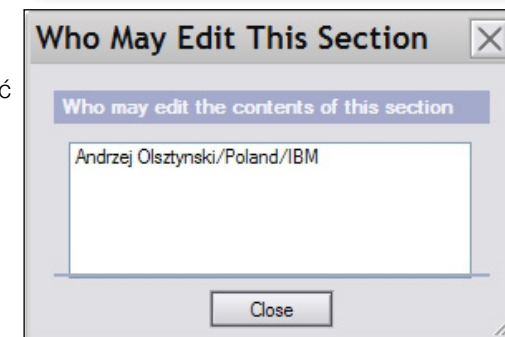 Who May Edit This Section
ć
Who may edit the contents of this section
Andrzej Olsztynski/Poland/IBM
Close